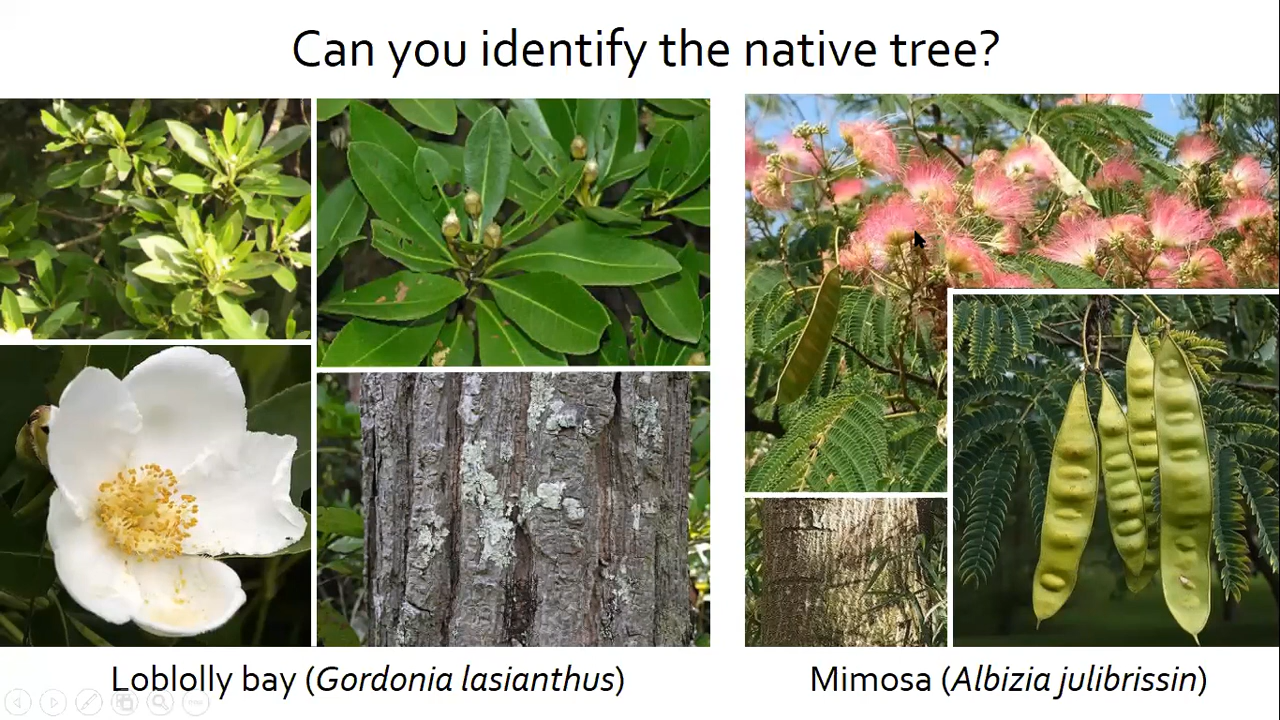 Can you identify the native tree?
Loblolly bay (Gordonia lasianthus)
Mimosa (Albizia julibrissin)